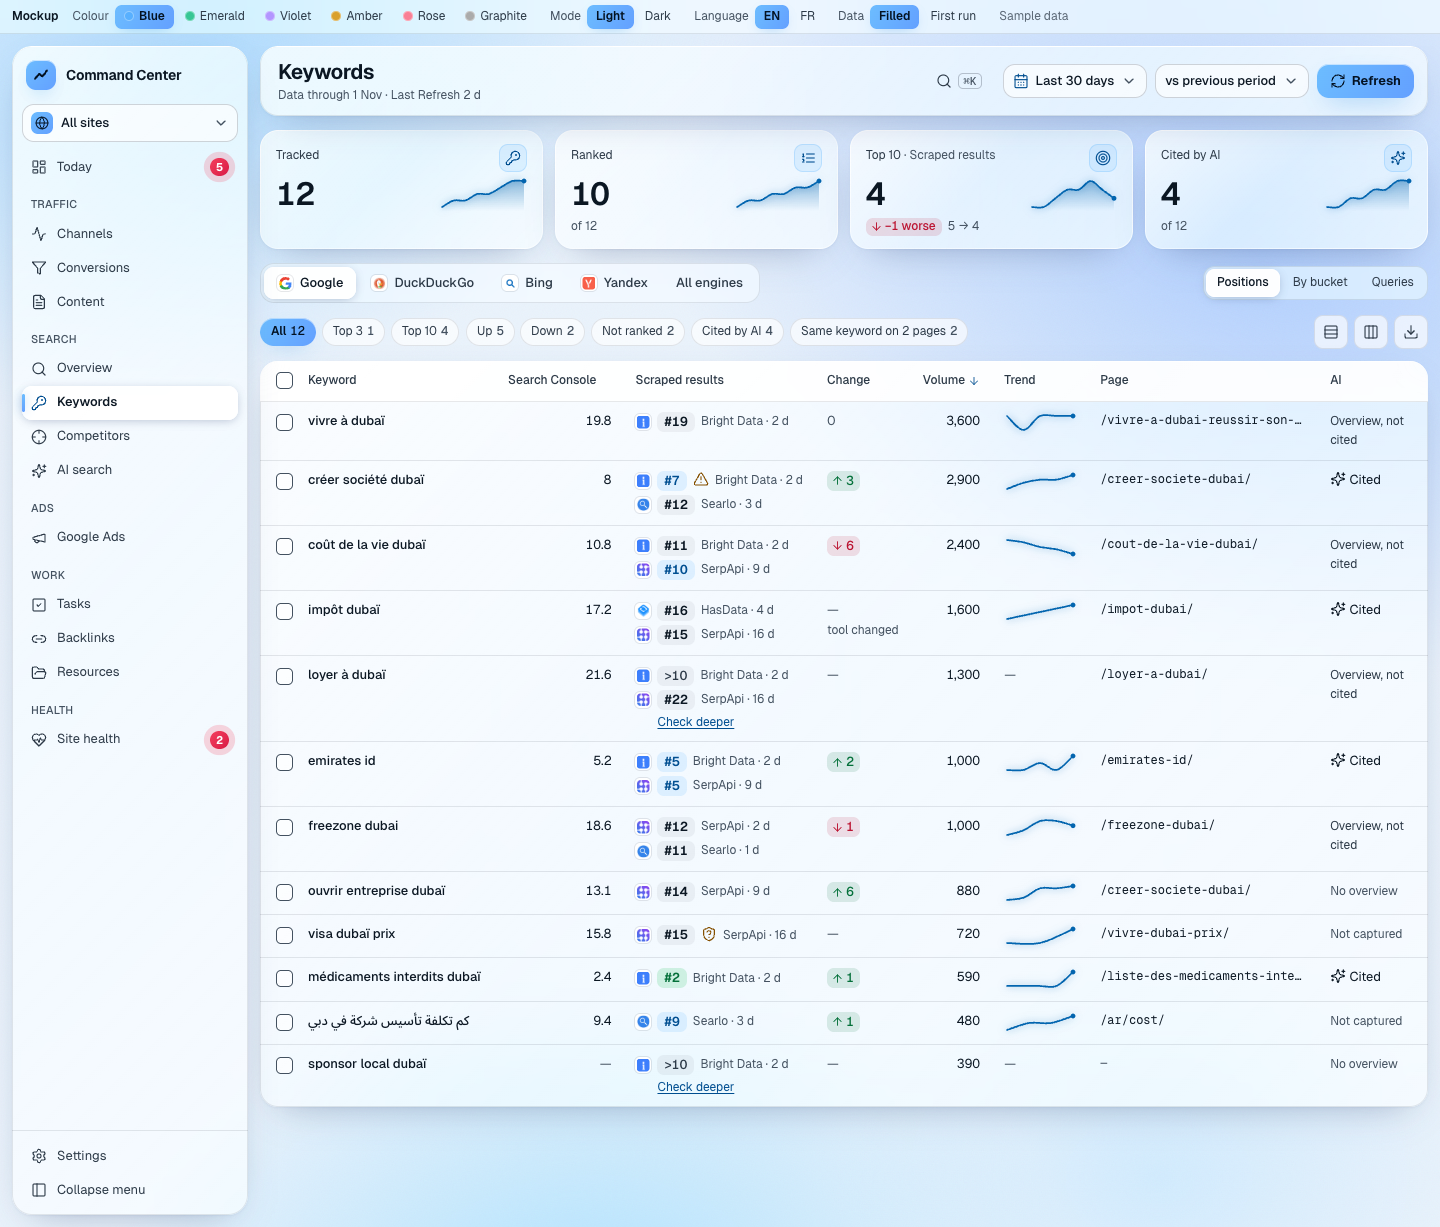 Mockup Colour Blue Emerald Violet Amber Rose Graphite Mode Light Dark Language EN FR Data Filled First run Sample data
Command Center
All sites
Today 5
TRAFFIC
Channels
Conversions
Content
SEARCH
Overview
Keywords
Competitors
AI search
ADS
Google Ads
WORK
Tasks
Backlinks
Resources
HEALTH
Site health 2
Settings
Collapse menu
Keywords
Data through 1 Nov · Last Refresh 2 d
⌘K
Last 30 days
vs previous period
Refresh
Tracked
12
Ranked
10
of 12
Top 10 · Scraped results
4
↓ −1 worse 5 → 4
Cited by AI
4
of 12
Google DuckDuckGo Bing Yandex All engines
Positions By bucket Queries
All 12 Top 3 1 Top 10 4 Up 5 Down 2 Not ranked 2 Cited by AI 4 Same keyword on 2 pages 2
Keyword Search Console Scraped results Change Volume ↓ Trend Page AI
vivre à dubaï 19.8 #19 Bright Data · 2 d 0 3,600 /vivre-a-dubai-reussir-son-… Overview, not
cited
créer société dubaï 8 #7 Bright Data · 2 d ↑ 3 2,900 /creer-societe-dubai/ Cited
#12 Searlo · 3 d
coût de la vie dubaï 10.8 #11 Bright Data · 2 d ↓ 6 2,400 /cout-de-la-vie-dubai/ Overview, not
cited
#10 SerpApi · 9 d
impôt dubaï 17.2 #16 HasData · 4 d — 1,600 /impot-dubai/ Cited
tool changed
#15 SerpApi · 16 d
loyer à dubaï 21.6 >10 Bright Data · 2 d — 1,300 — /loyer-a-dubai/ Overview, not
cited
#22 SerpApi · 16 d
Check deeper
emirates id 5.2 #5 Bright Data · 2 d ↑ 2 1,000 /emirates-id/ Cited
#5 SerpApi · 9 d
freezone dubai 18.6 #12 SerpApi · 2 d ↓ 1 1,000 /freezone-dubai/ Overview, not
cited
#11 Searlo · 1 d
ouvrir entreprise dubaï 13.1 #14 SerpApi · 9 d ↑ 6 880 /creer-societe-dubai/ No overview
visa dubaï prix 15.8 #15 SerpApi · 16 d — 720 /vivre-dubai-prix/ Not captured
médicaments interdits dubaï 2.4 #2 Bright Data · 2 d ↑ 1 590 /liste-des-medicaments-inte… Cited
كم تكلفة تأسيس شركة في دبي 9.4 #9 Searlo · 3 d ↑ 1 480 /ar/cost/ Not captured
sponsor local dubaï — >10 Bright Data · 2 d — 390 — — No overview
Check deeper